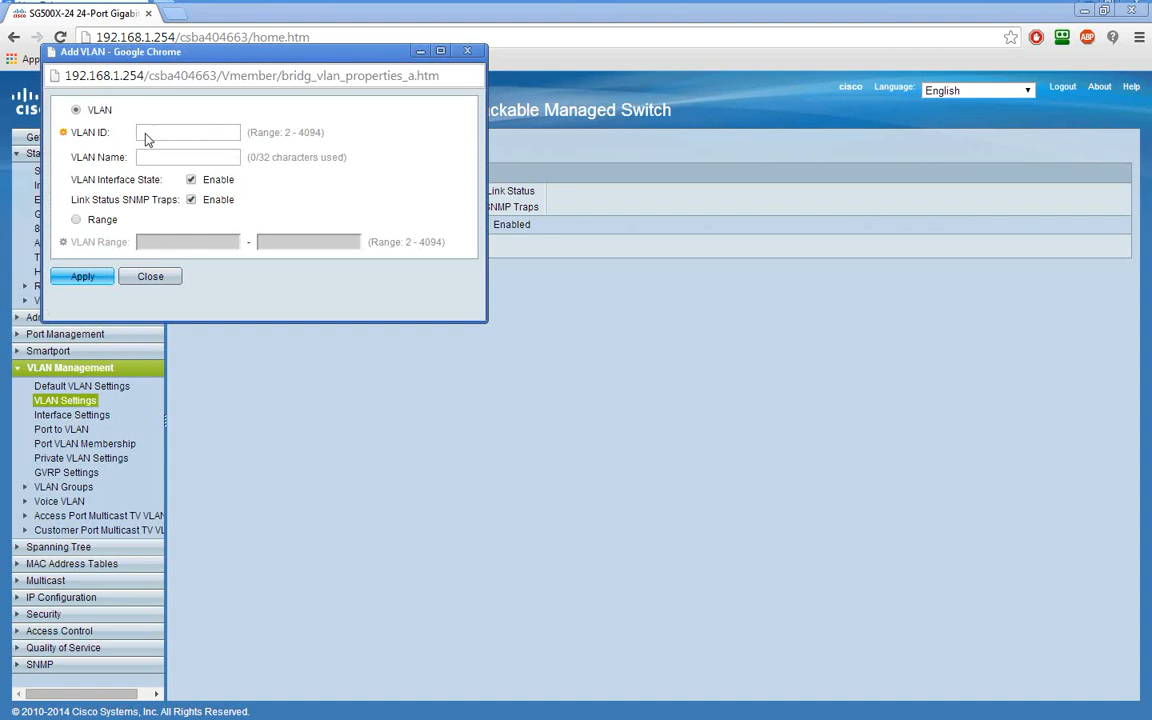 SG500X-24 24-Port Gigabi
192.168.1.254/csba404663/home.htm
App
Add VLAN - Google Chrome
192.168.1.254/csba404663/Vmember/bridg_vlan_properties_a.htm
cisco Language: English Logout About Help
ckable Managed Switch
VLAN
VLAN ID: (Range: 2 - 4094)
VLAN Name: (0/32 characters used)
VLAN Interface State: Enable
Link Status SNMP Traps: Enable
Range
VLAN Range: - (Range: 2 - 4094)
Apply Close
Link Status
SNMP Traps
Enabled
Ge
Sta
Adr
Port Management
Smartport
VLAN Management
Default VLAN Settings
VLAN Settings
Interface Settings
Port to VLAN
Port VLAN Membership
Private VLAN Settings
GVRP Settings
VLAN Groups
Voice VLAN
Access Port Multicast TV VLAN
Customer Port Multicast TV VL
Spanning Tree
MAC Address Tables
Multicast
IP Configuration
Security
Access Control
Quality of Service
SNMP
© 2010-2014 Cisco Systems, Inc. All Rights Reserved.